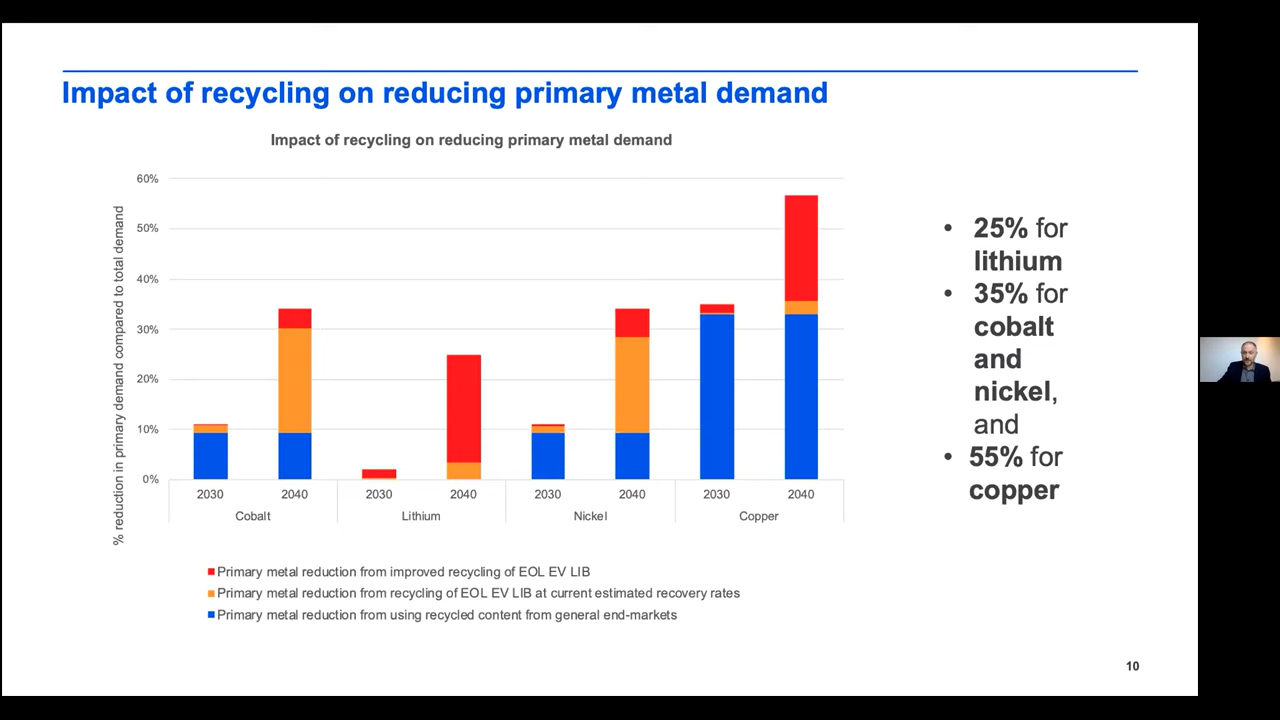 Impact of recycling on reducing primary metal demand
Impact of recycling on reducing primary metal demand
% reduction in primary demand compared to total demand
60%
50%
40%
30%
20%
10%
0%
2030 2040 2030 2040 2030 2040 2030 2040
Cobalt Lithium Nickel Copper
Primary metal reduction from improved recycling of EOL EV LIB
Primary metal reduction from recycling of EOL EV LIB at current estimated recovery rates
Primary metal reduction from using recycled content from general end-markets
• 25% for
lithium
• 35% for
cobalt
and
nickel,
and
• 55% for
copper
10